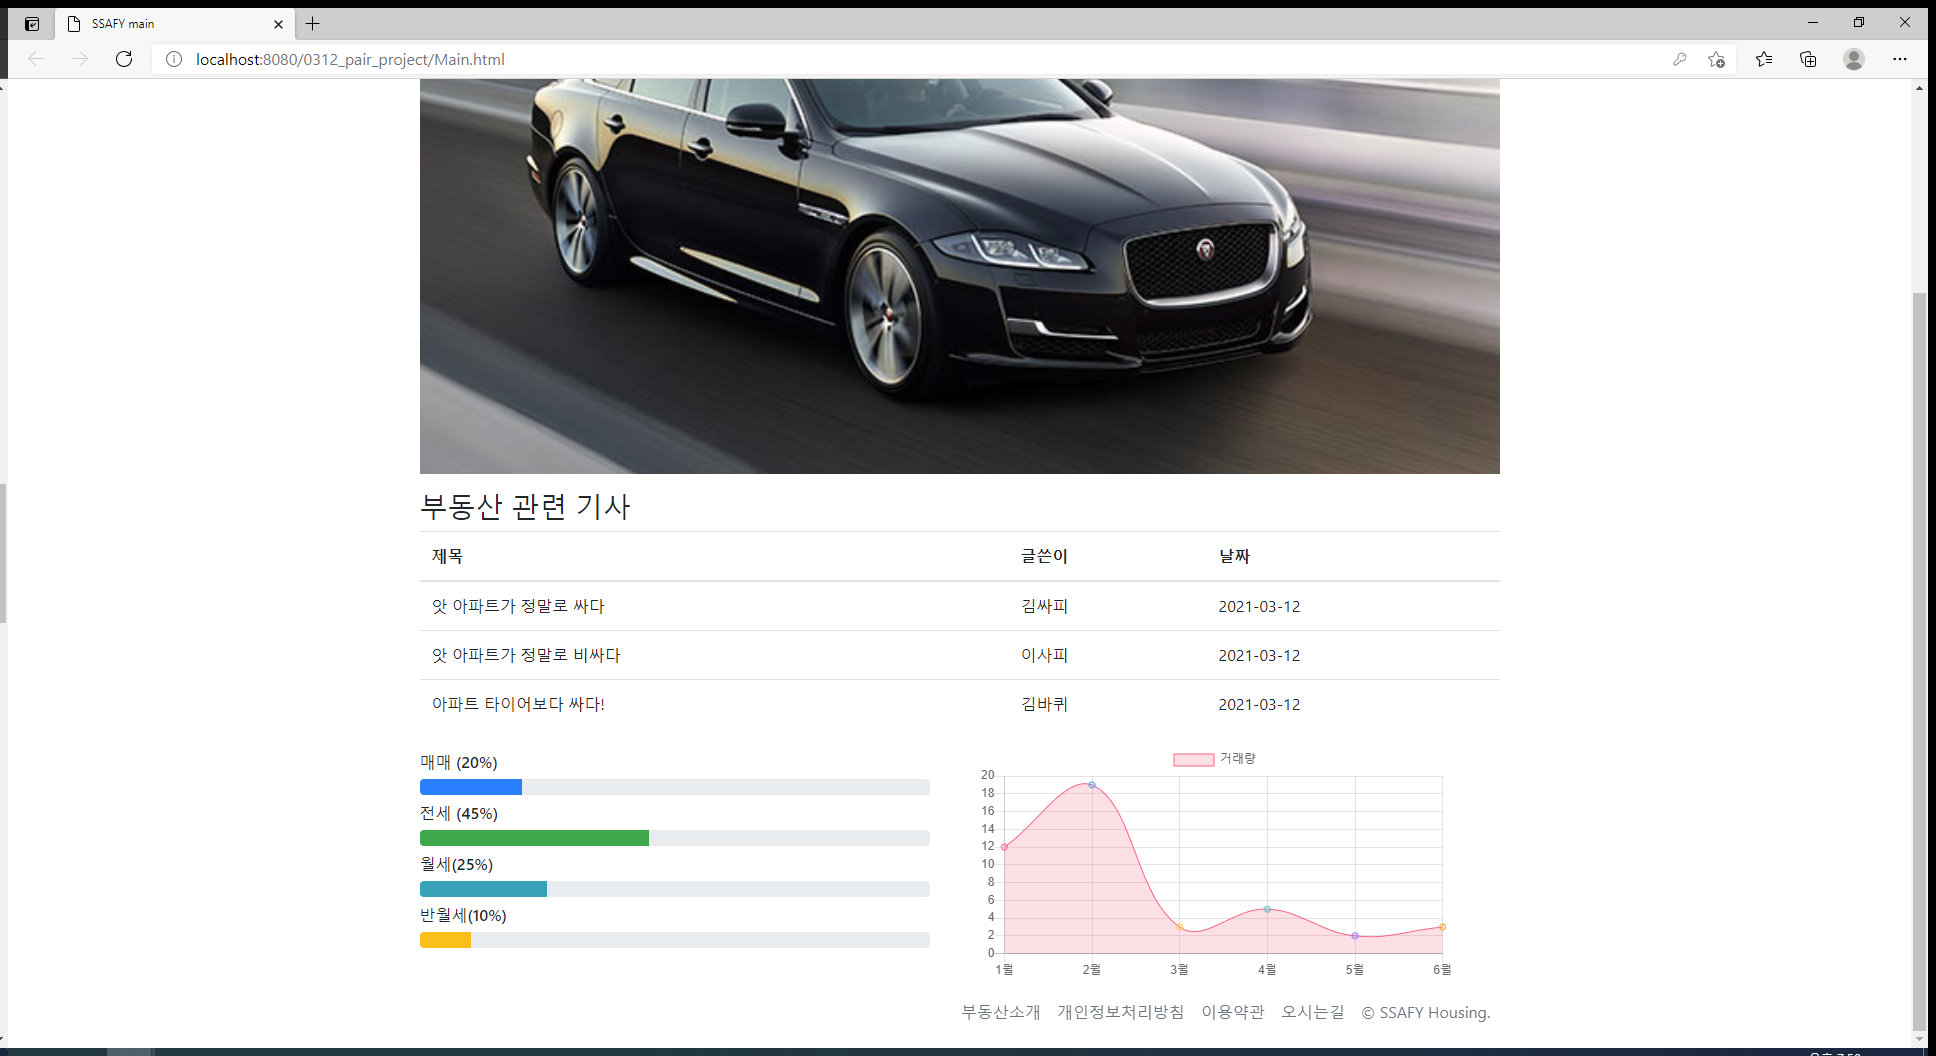 SSAFY main
localhost:8080/0312_pair_project/Main.html
부동산 관련 기사
제목 글쓴이 날짜
앗 아파트가 정말로 싸다 김싸피 2021-03-12
앗 아파트가 정말로 비싸다 이사피 2021-03-12
아파트 타이어보다 싸다! 김바퀴 2021-03-12
매매 (20%)
전세 (45%)
월세(25%)
반월세(10%)
거래량
20
18
16
14
12
10
8
6
4
2
0
1월 2월 3월 4월 5월 6월
부동산소개 개인정보처리방침 이용약관 오시는길 © SSAFY Housing.